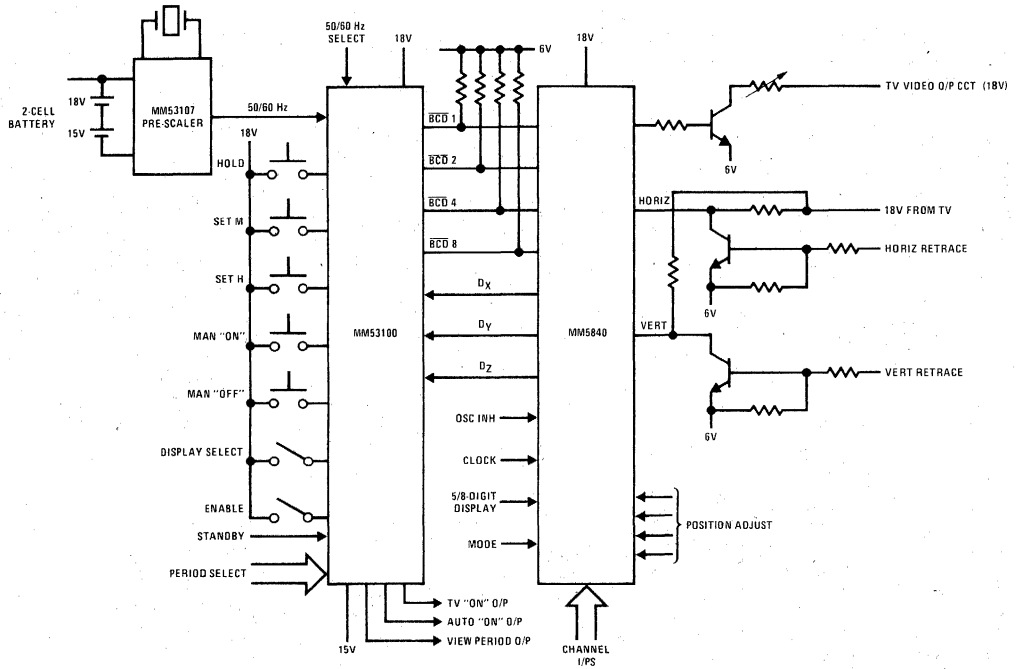 50/60 Hz
SELECT
18V
6V
18V
TV VIDEO O/P CCT (18V)
2-CELL
BATTERY
18V
15V
MM53107
PRE-SCALER
50/60 Hz
BCD 1
6V
18V
HOLD
BCD 2
SET M
BCD 4
HORIZ
18V FROM TV
BCD 8
HORIZ RETRACE
SET H
DX
6V
MAN "ON"
MM53100
DY
MM5840
VERT
DZ
VERT RETRACE
MAN "OFF"
OSC INH
6V
DISPLAY SELECT
CLOCK
5/8-DIGIT
DISPLAY
ENABLE
POSITION ADJUST
STANDBY
MODE
PERIOD SELECT
TV "ON" O/P
AUTO "ON" O/P
VIEW PERIOD O/P
15V
CHANNEL
I/PS